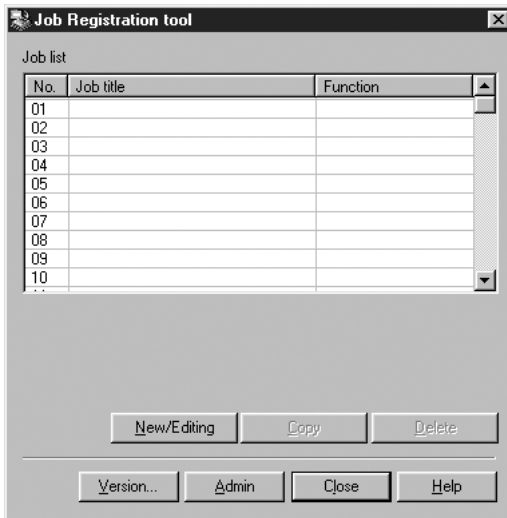 Job Registration tool
Job list
No. Job title Function
01
02
03
04
05
06
07
08
09
10
New/Editing Copy Delete
Version... Admin Close Help